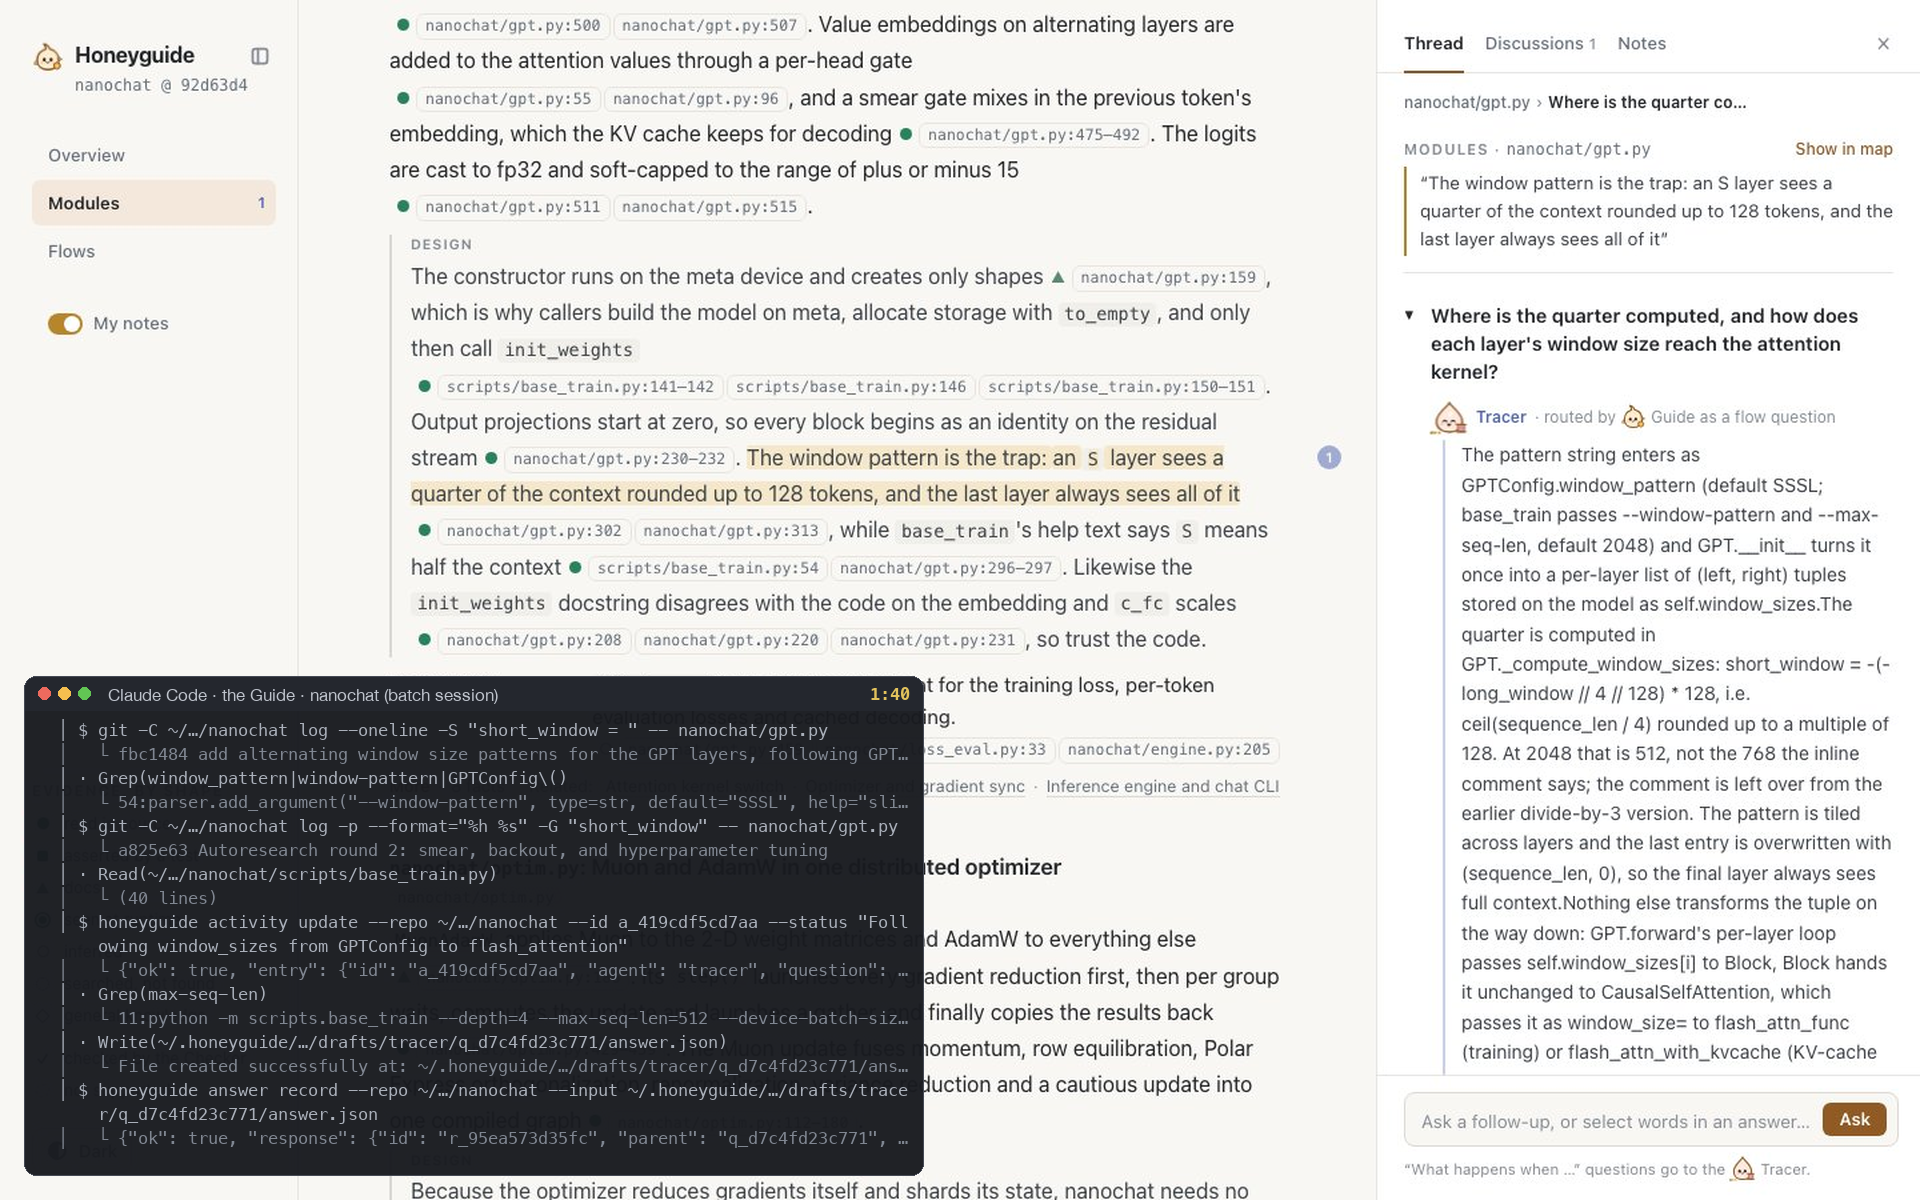 Honeyguide
nanochat @ 92d63d4
Overview
Modules 1
Flows
My notes
nanochat/gpt.py:500 nanochat/gpt.py:507 . Value embeddings on alternating layers are
added to the attention values through a per-head gate
nanochat/gpt.py:55 nanochat/gpt.py:96 , and a smear gate mixes in the previous token's
embedding, which the KV cache keeps for decoding nanochat/gpt.py:475–492 . The logits
are cast to fp32 and soft-capped to the range of plus or minus 15
nanochat/gpt.py:511 nanochat/gpt.py:515 .
DESIGN
The constructor runs on the meta device and creates only shapes nanochat/gpt.py:159 ,
which is why callers build the model on meta, allocate storage with to_empty , and only
then call init_weights
scripts/base_train.py:141–142 scripts/base_train.py:146 scripts/base_train.py:150–151 .
Output projections start at zero, so every block begins as an identity on the residual
stream nanochat/gpt.py:230–232 . The window pattern is the trap: an S layer sees a
quarter of the context rounded up to 128 tokens, and the last layer always sees all of it
1
nanochat/gpt.py:302 nanochat/gpt.py:313 , while base_train 's help text says S means
half the context scripts/base_train.py:54 nanochat/gpt.py:296–297 . Likewise the
init_weights docstring disagrees with the code on the embedding and c_fc scales
nanochat/gpt.py:208 nanochat/gpt.py:220 nanochat/gpt.py:231 , so trust the code.
t for the training loss, per-token
evaluation losses and cached decoding.
loss_eval.py:33 nanochat/engine.py:205
Optimizer and gradient sync · Inference engine and chat CLI
optim.py: Muon and AdamW in one distributed optimizer
to the 2-D weight matrices and AdamW to everything else
launches every gradient reduction first, then per group
finally copies the results back
Muon update fuses momentum, row equilibration, Polar
reduction and a cautious update into
one compiled graph
DESIGN
Because the optimizer reduces gradients itself and shards its state, nanochat needs no
Claude Code · the Guide · nanochat (batch session) 1:40
$ git -C ~/…/nanochat log --oneline -S "short_window = " -- nanochat/gpt.py
└ fbc1484 add alternating window size patterns for the GPT layers, following GPT…
· Grep(window_pattern|window-pattern|GPTConfig\()
└ 54:parser.add_argument("--window-pattern", type=str, default="SSSL", help="sli…
$ git -C ~/…/nanochat log -p --format="%h %s" -G "short_window" -- nanochat/gpt.py
└ a825e63 Autoresearch round 2: smear, backout, and hyperparameter tuning
· Read(~/…/nanochat/scripts/base_train.py)
└ (40 lines)
$ honeyguide activity update --repo ~/…/nanochat --id a_419cdf5cd7aa --status "Foll
owing window_sizes from GPTConfig to flash_attention"
└ {"ok": true, "entry": {"id": "a_419cdf5cd7aa", "agent": "tracer", "question": …
· Grep(max-seq-len)
└ 11:python -m scripts.base_train --depth=4 --max-seq-len=512 --device-batch-siz…
· Write(~/.honeyguide/…/drafts/tracer/q_d7c4fd23c771/answer.json)
└ File created successfully at: ~/.honeyguide/…/drafts/tracer/q_d7c4fd23c771/ans…
$ honeyguide answer record --repo ~/…/nanochat --input ~/.honeyguide/…/drafts/trace
r/q_d7c4fd23c771/answer.json
└ {"ok": true, "response": {"id": "r_95ea573d35fc", "parent": "q_d7c4fd23c771", …
Dark
Thread Discussions 1 Notes ×
nanochat/gpt.py › Where is the quarter co...
MODULES · nanochat/gpt.py Show in map
“The window pattern is the trap: an S layer sees a
quarter of the context rounded up to 128 tokens, and the
last layer always sees all of it”
▼ Where is the quarter computed, and how does
each layer's window size reach the attention
kernel?
Tracer · routed by Guide as a flow question
The pattern string enters as
GPTConfig.window_pattern (default SSSL;
base_train passes --window-pattern and --max-
seq-len, default 2048) and GPT.__init__ turns it
once into a per-layer list of (left, right) tuples
stored on the model as self.window_sizes.The
quarter is computed in
GPT._compute_window_sizes: short_window = -(-
long_window // 4 // 128) * 128, i.e.
ceil(sequence_len / 4) rounded up to a multiple of
128. At 2048 that is 512, not the 768 the inline
comment says; the comment is left over from the
earlier divide-by-3 version. The pattern is tiled
across layers and the last entry is overwritten with
(sequence_len, 0), so the final layer always sees
full context.Nothing else transforms the tuple on
the way down: GPT.forward's per-layer loop
passes self.window_sizes[i] to Block, Block hands
it unchanged to CausalSelfAttention, which
passes it as window_size= to flash_attn_func
(training) or flash_attn_with_kvcache (KV-cache
Ask a follow-up, or select words in an answer... Ask
“What happens when …” questions go to the Tracer.